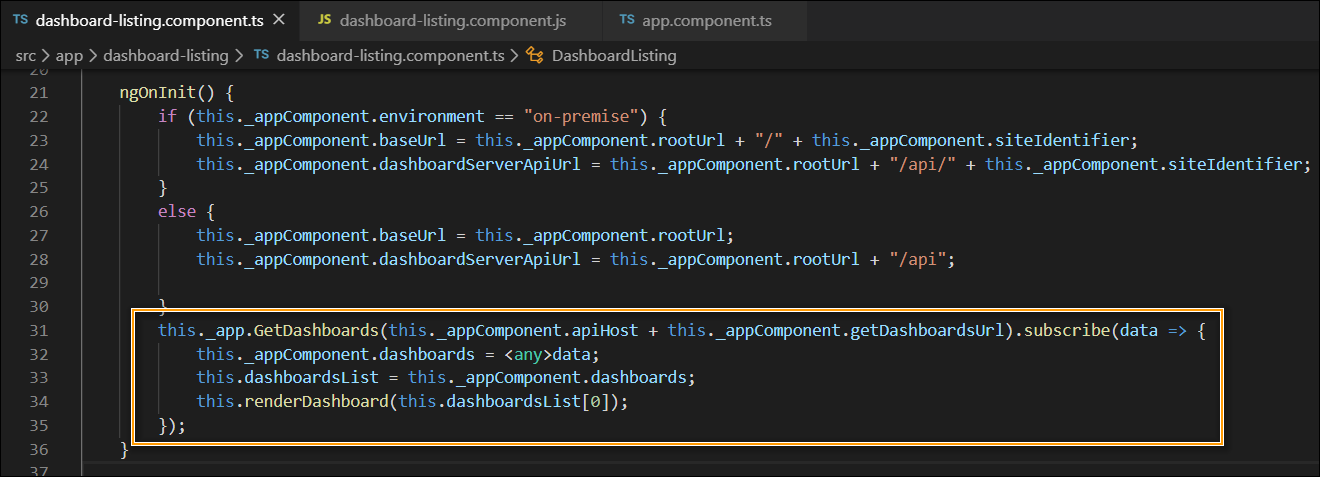 TS dashboard-listing.component.ts × JS dashboard-listing.component.js TS app.component.ts
src > app > dashboard-listing > TS dashboard-listing.component.ts > DashboardListing
20
21 ngOnInit() {
22 if (this._appComponent.environment == "on-premise") {
23 this._appComponent.baseUrl = this._appComponent.rootUrl + "/" + this._appComponent.siteIdentifier;
24 this._appComponent.dashboardServerApiUrl = this._appComponent.rootUrl + "/api/" + this._appComponent.siteIdentifier;
25 }
26 else {
27 this._appComponent.baseUrl = this._appComponent.rootUrl;
28 this._appComponent.dashboardServerApiUrl = this._appComponent.rootUrl + "/api";
29
30 }
31 this._app.GetDashboards(this._appComponent.apiHost + this._appComponent.getDashboardsUrl).subscribe(data => {
32 this._appComponent.dashboards = <any>data;
33 this.dashboardsList = this._appComponent.dashboards;
34 this.renderDashboard(this.dashboardsList[0]);
35 });
36 }
37